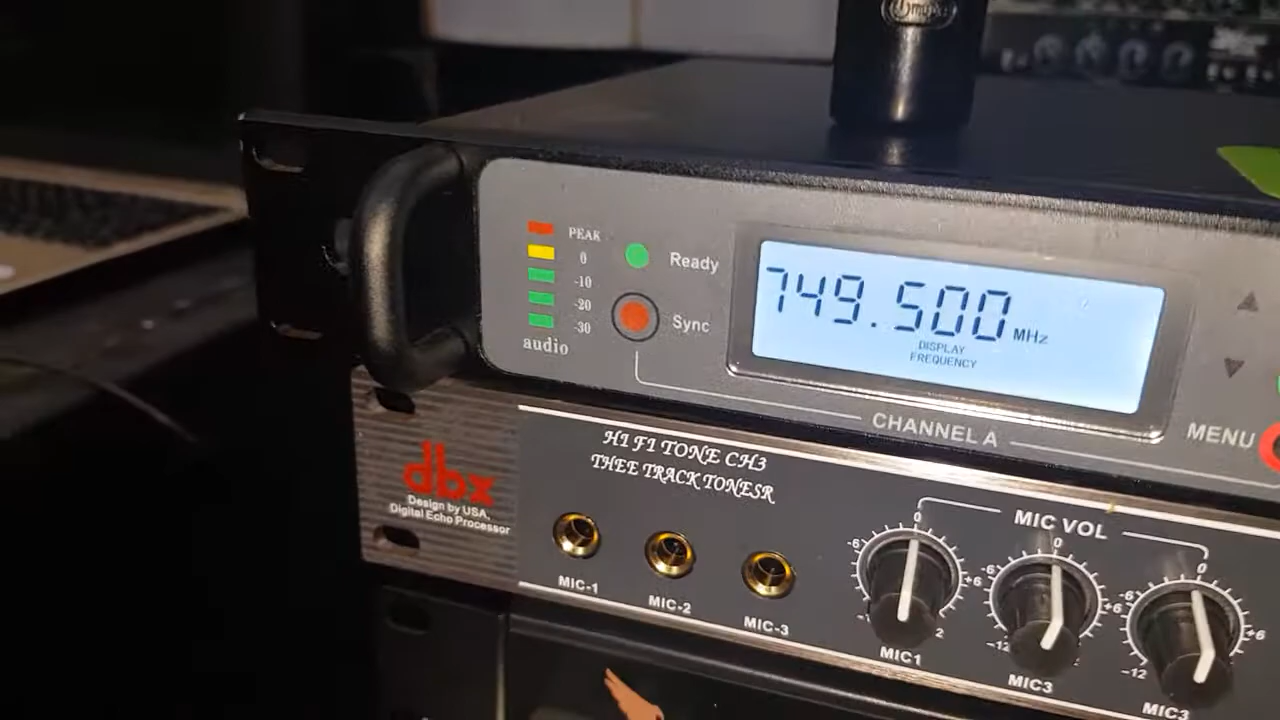 PEAK
0
-10
-20
-30
audio
Ready
Sync
749.500 MHz
DISPLAY
FREQUENCY
CHANNEL A
MENU
dbx
Design by USA,
Digital Echo Processor
HI FI TONE CH3
THEE TRACK TONESR
MIC-1
MIC-2
MIC-3
MIC VOL
0
-6
+6
2
MIC1
0
-6
+6
-12
MIC3
0
-6
+6
-12
MIC3